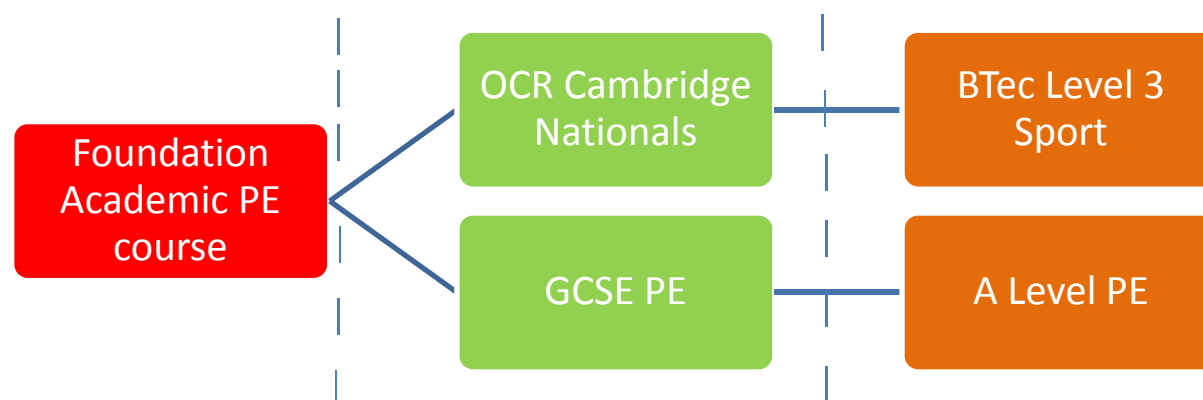 Foundation
Academic PE
course
OCR Cambridge
Nationals
GCSE PE
BTec Level 3
Sport
A Level PE